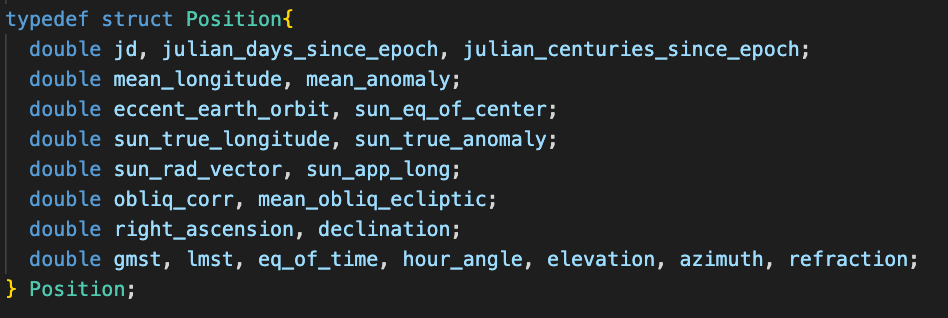 typedef struct Position{
  double jd, julian_days_since_epoch, julian_centuries_since_epoch;
  double mean_longitude, mean_anomaly;
  double eccent_earth_orbit, sun_eq_of_center;
  double sun_true_longitude, sun_true_anomaly;
  double sun_rad_vector, sun_app_long;
  double obliq_corr, mean_obliq_ecliptic;
  double right_ascension, declination;
  double gmst, lmst, eq_of_time, hour_angle, elevation, azimuth, refraction;
} Position;